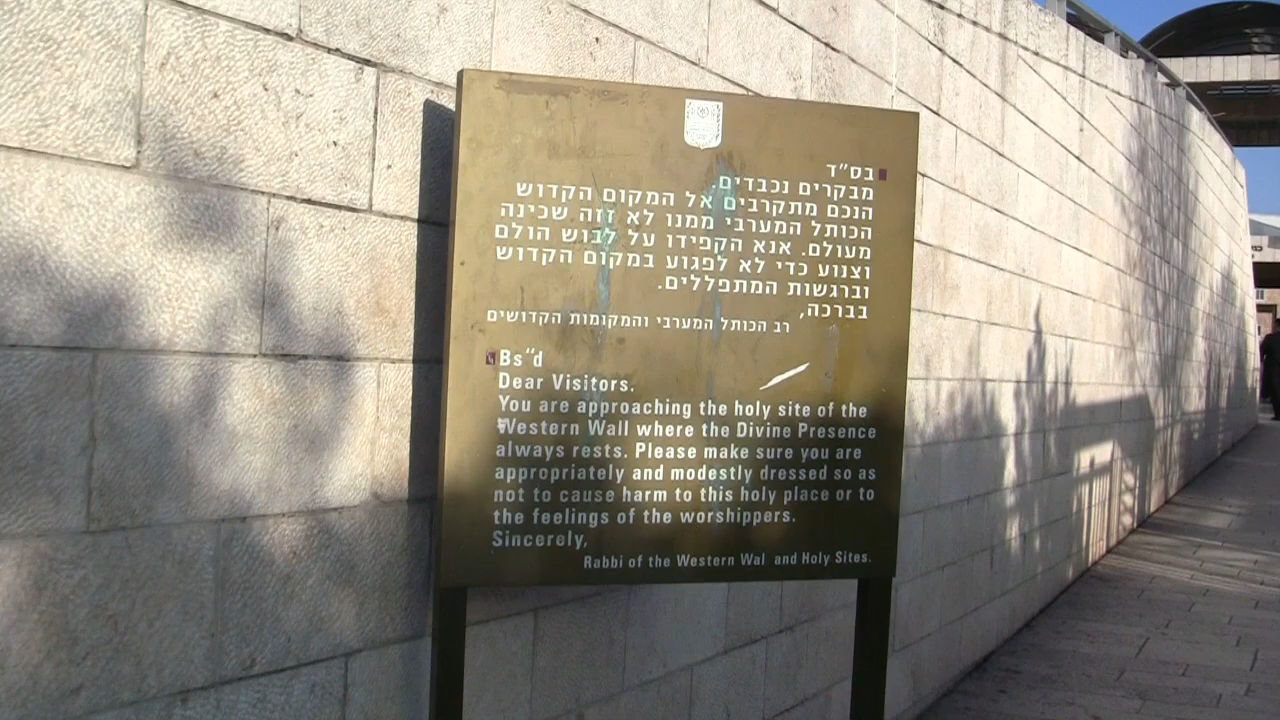 בס"ד
מבקרים נכבדים,
הנכם מתקרבים אל המקום הקדוש
הכותל המערבי ממנו לא זזה שכינה
מעולם. אנא הקפידו על לבוש הולם
וצנוע כדי לא לפגוע במקום הקדוש
וברגשות המתפללים.
בברכה,
רב הכותל המערבי והמקומות הקדושים
Bs"d
Dear Visitors.
You are approaching the holy site of the
Western Wall where the Divine Presence
always rests. Please make sure you are
appropriately and modestly dressed so as
not to cause harm to this holy place or to
the feelings of the worshippers.
Sincerely,
Rabbi of the Western Wal and Holy Sites.